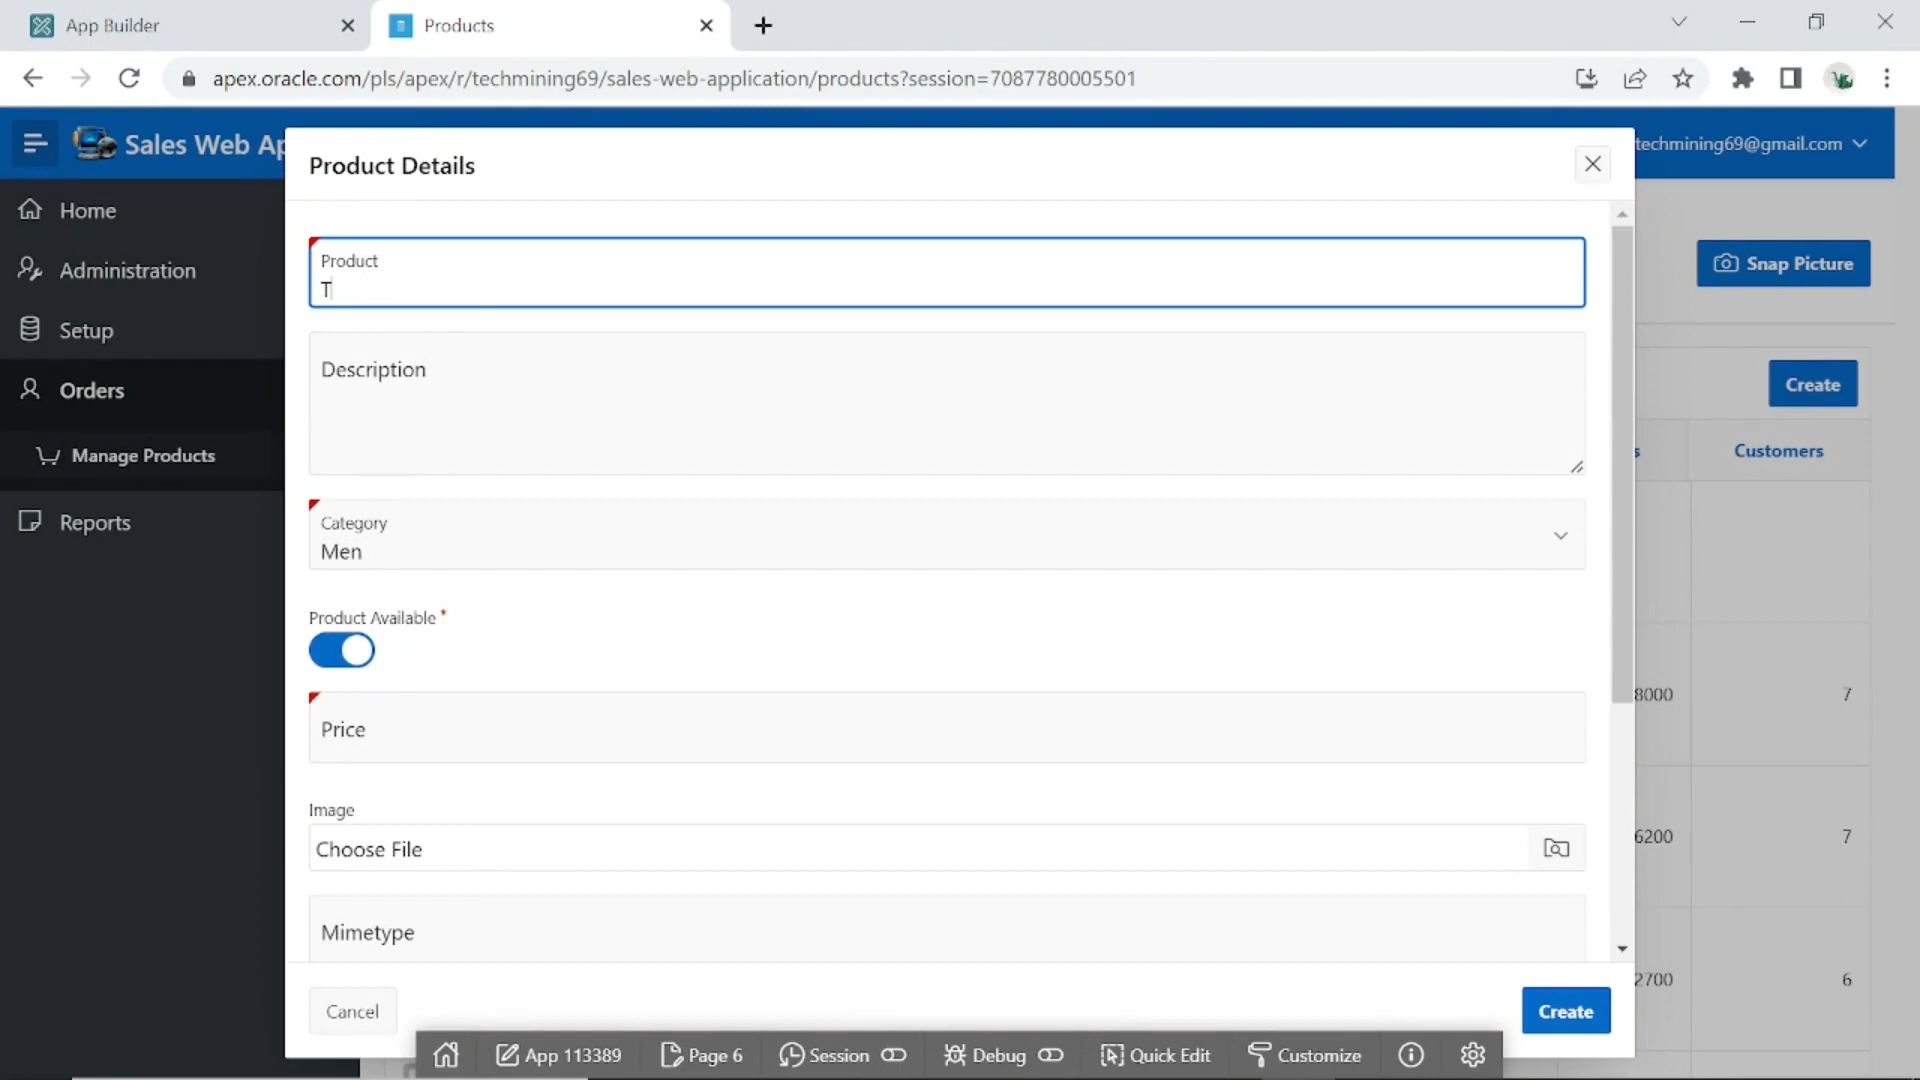 App Builder
Products
apex.oracle.com/pls/apex/r/techmining69/sales-web-application/products?session=7087780005501
Sales Web Ap
techmining69@gmail.com
Product Details
Home
Administration
Setup
Orders
Manage Products
Reports
Product
T
Description
Category
Men
Product Available *
Price
Image
Choose File
Mimetype
Cancel
Create
Snap Picture
Create
s
Customers
8000
7
6200
7
2700
6
App 113389
Page 6
Session
Debug
Quick Edit
Customize